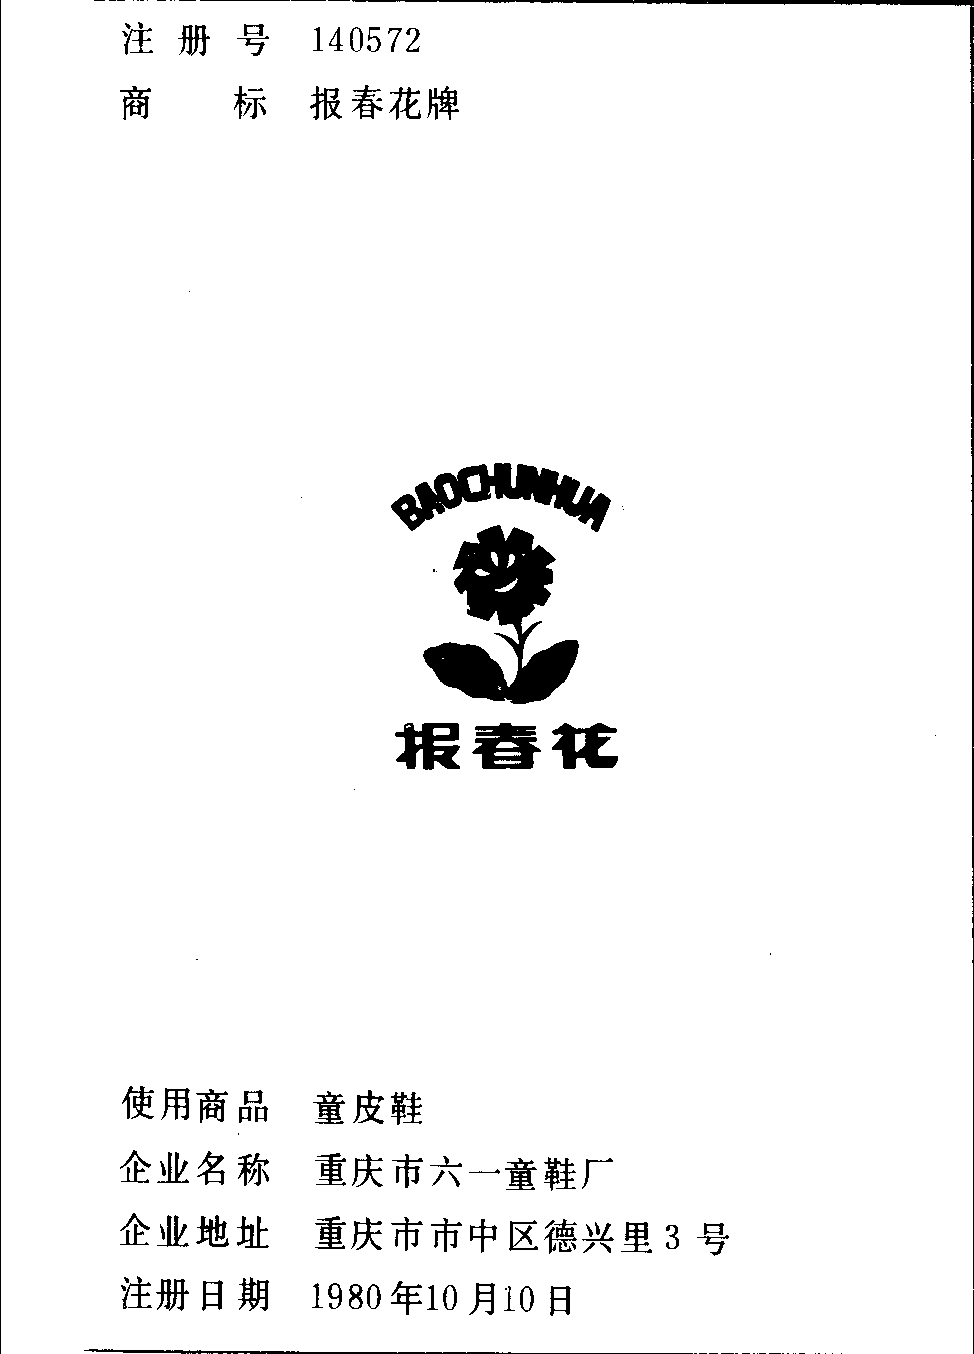 注册号 140572
商标 报春花牌
BAOCHUNHUA
报春花
使用商品 童皮鞋
企业名称 重庆市六一童鞋厂
企业地址 重庆市市中区德兴里3号
注册日期 1980年10月10日